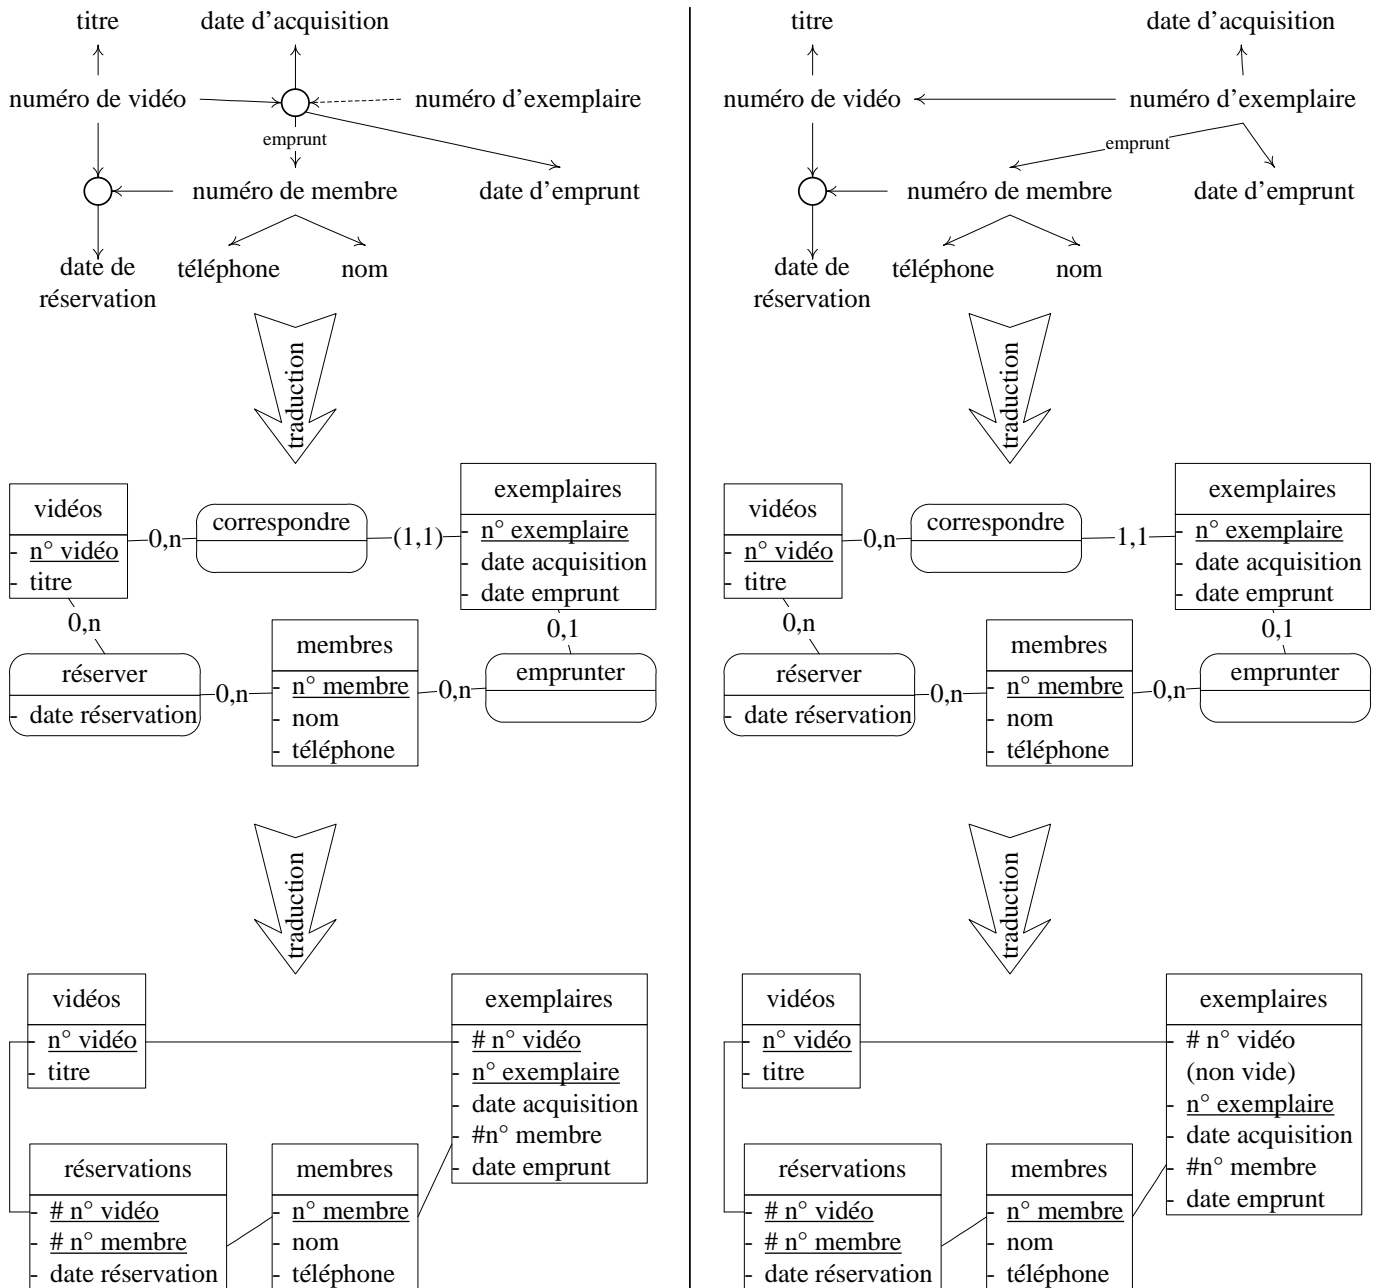 titre
date d'acquisition
numéro de vidéo
numéro d'exemplaire
emprunt
numéro de membre
date d'emprunt
date de
réservation
téléphone
nom
traduction
vidéos
n° vidéo
titre
0,n
correspondre
(1,1)
exemplaires
n° exemplaire
date acquisition
date emprunt
0,n
0,1
réserver
date réservation
0,n
membres
n° membre
nom
téléphone
0,n
emprunter
traduction
vidéos
n° vidéo
titre
exemplaires
# n° vidéo
n° exemplaire
date acquisition
#n° membre
date emprunt
réservations
# n° vidéo
# n° membre
date réservation
membres
n° membre
nom
téléphone
titre
date d'acquisition
numéro de vidéo
numéro d'exemplaire
emprunt
numéro de membre
date d'emprunt
date de
réservation
téléphone
nom
traduction
vidéos
n° vidéo
titre
0,n
correspondre
1,1
exemplaires
n° exemplaire
date acquisition
date emprunt
0,n
0,1
réserver
date réservation
0,n
membres
n° membre
nom
téléphone
0,n
emprunter
traduction
vidéos
n° vidéo
titre
exemplaires
# n° vidéo
(non vide)
n° exemplaire
date acquisition
#n° membre
date emprunt
réservations
# n° vidéo
# n° membre
date réservation
membres
n° membre
nom
téléphone